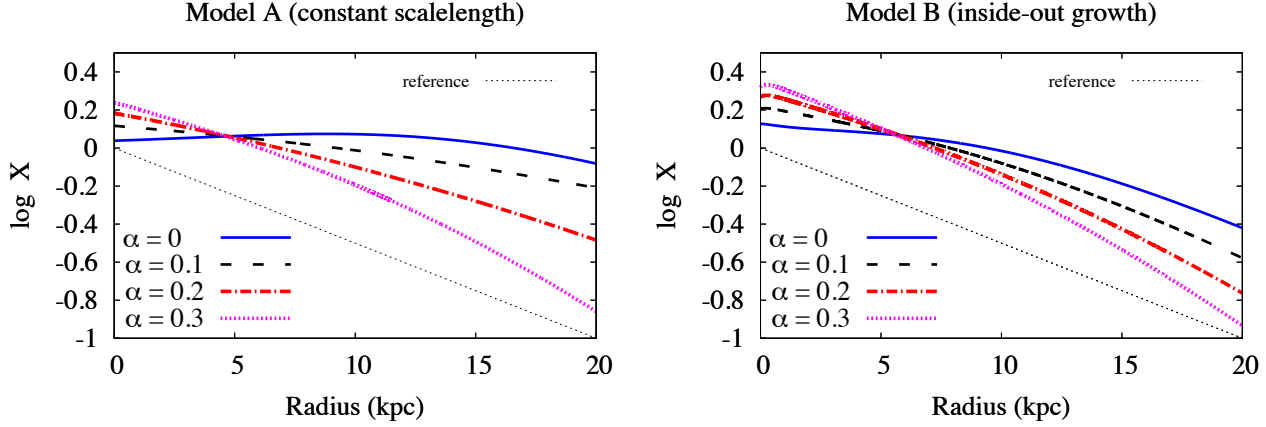 Model A (constant scalelength)
0.4
0.2
0
-0.2
-0.4
-0.6
-0.8
-1
log X
reference
α = 0
α = 0.1
α = 0.2
α = 0.3
0 5 10 15 20
Radius (kpc)
Model B (inside-out growth)
0.4
0.2
0
-0.2
-0.4
-0.6
-0.8
-1
log X
reference
α = 0
α = 0.1
α = 0.2
α = 0.3
0 5 10 15 20
Radius (kpc)